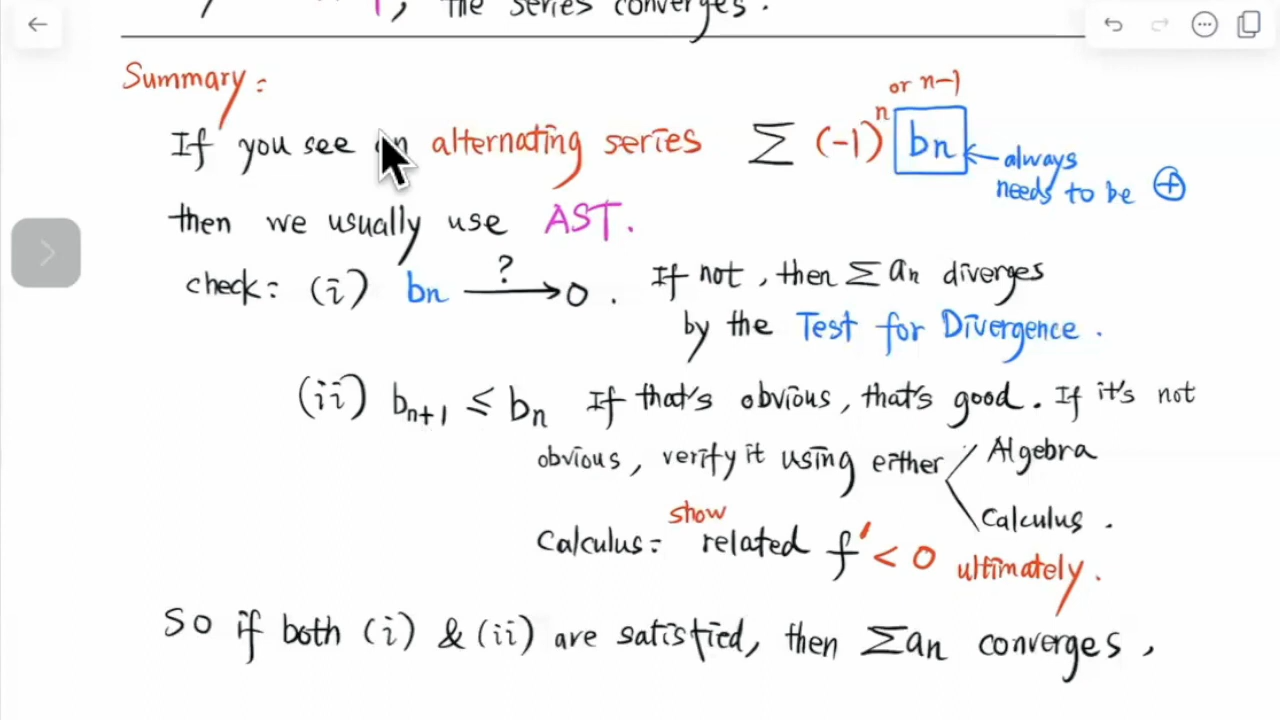 the series converges.
Summary:
or n-1
If you see an alternating series ∑ (-1)^n bn ← always
needs to be ⊕
then we usually use AST.
check: (i) bn ⟶? 0. If not, then ∑an diverges
by the Test for Divergence.
(ii) bn+1 ≤ bn If that's obvious, that's good. If it's not
obvious, verify it using either Algebra
Calculus.
Calculus: show related f' < 0 ultimately.
So if both (i) & (ii) are satisfied, then ∑an converges,